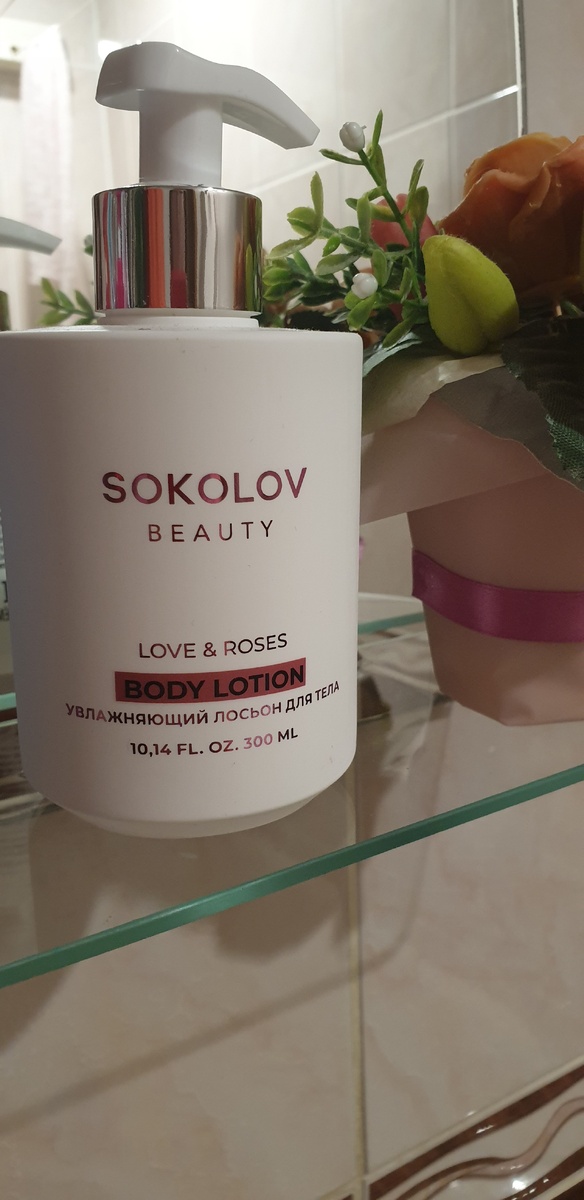 SOKOLOV
BEAUTY
LOVE & ROSES
BODY LOTION
УВЛАЖНЯЮЩИЙ ЛОСЬОН ДЛЯ ТЕЛА
10,14 FL. OZ. 300 ML